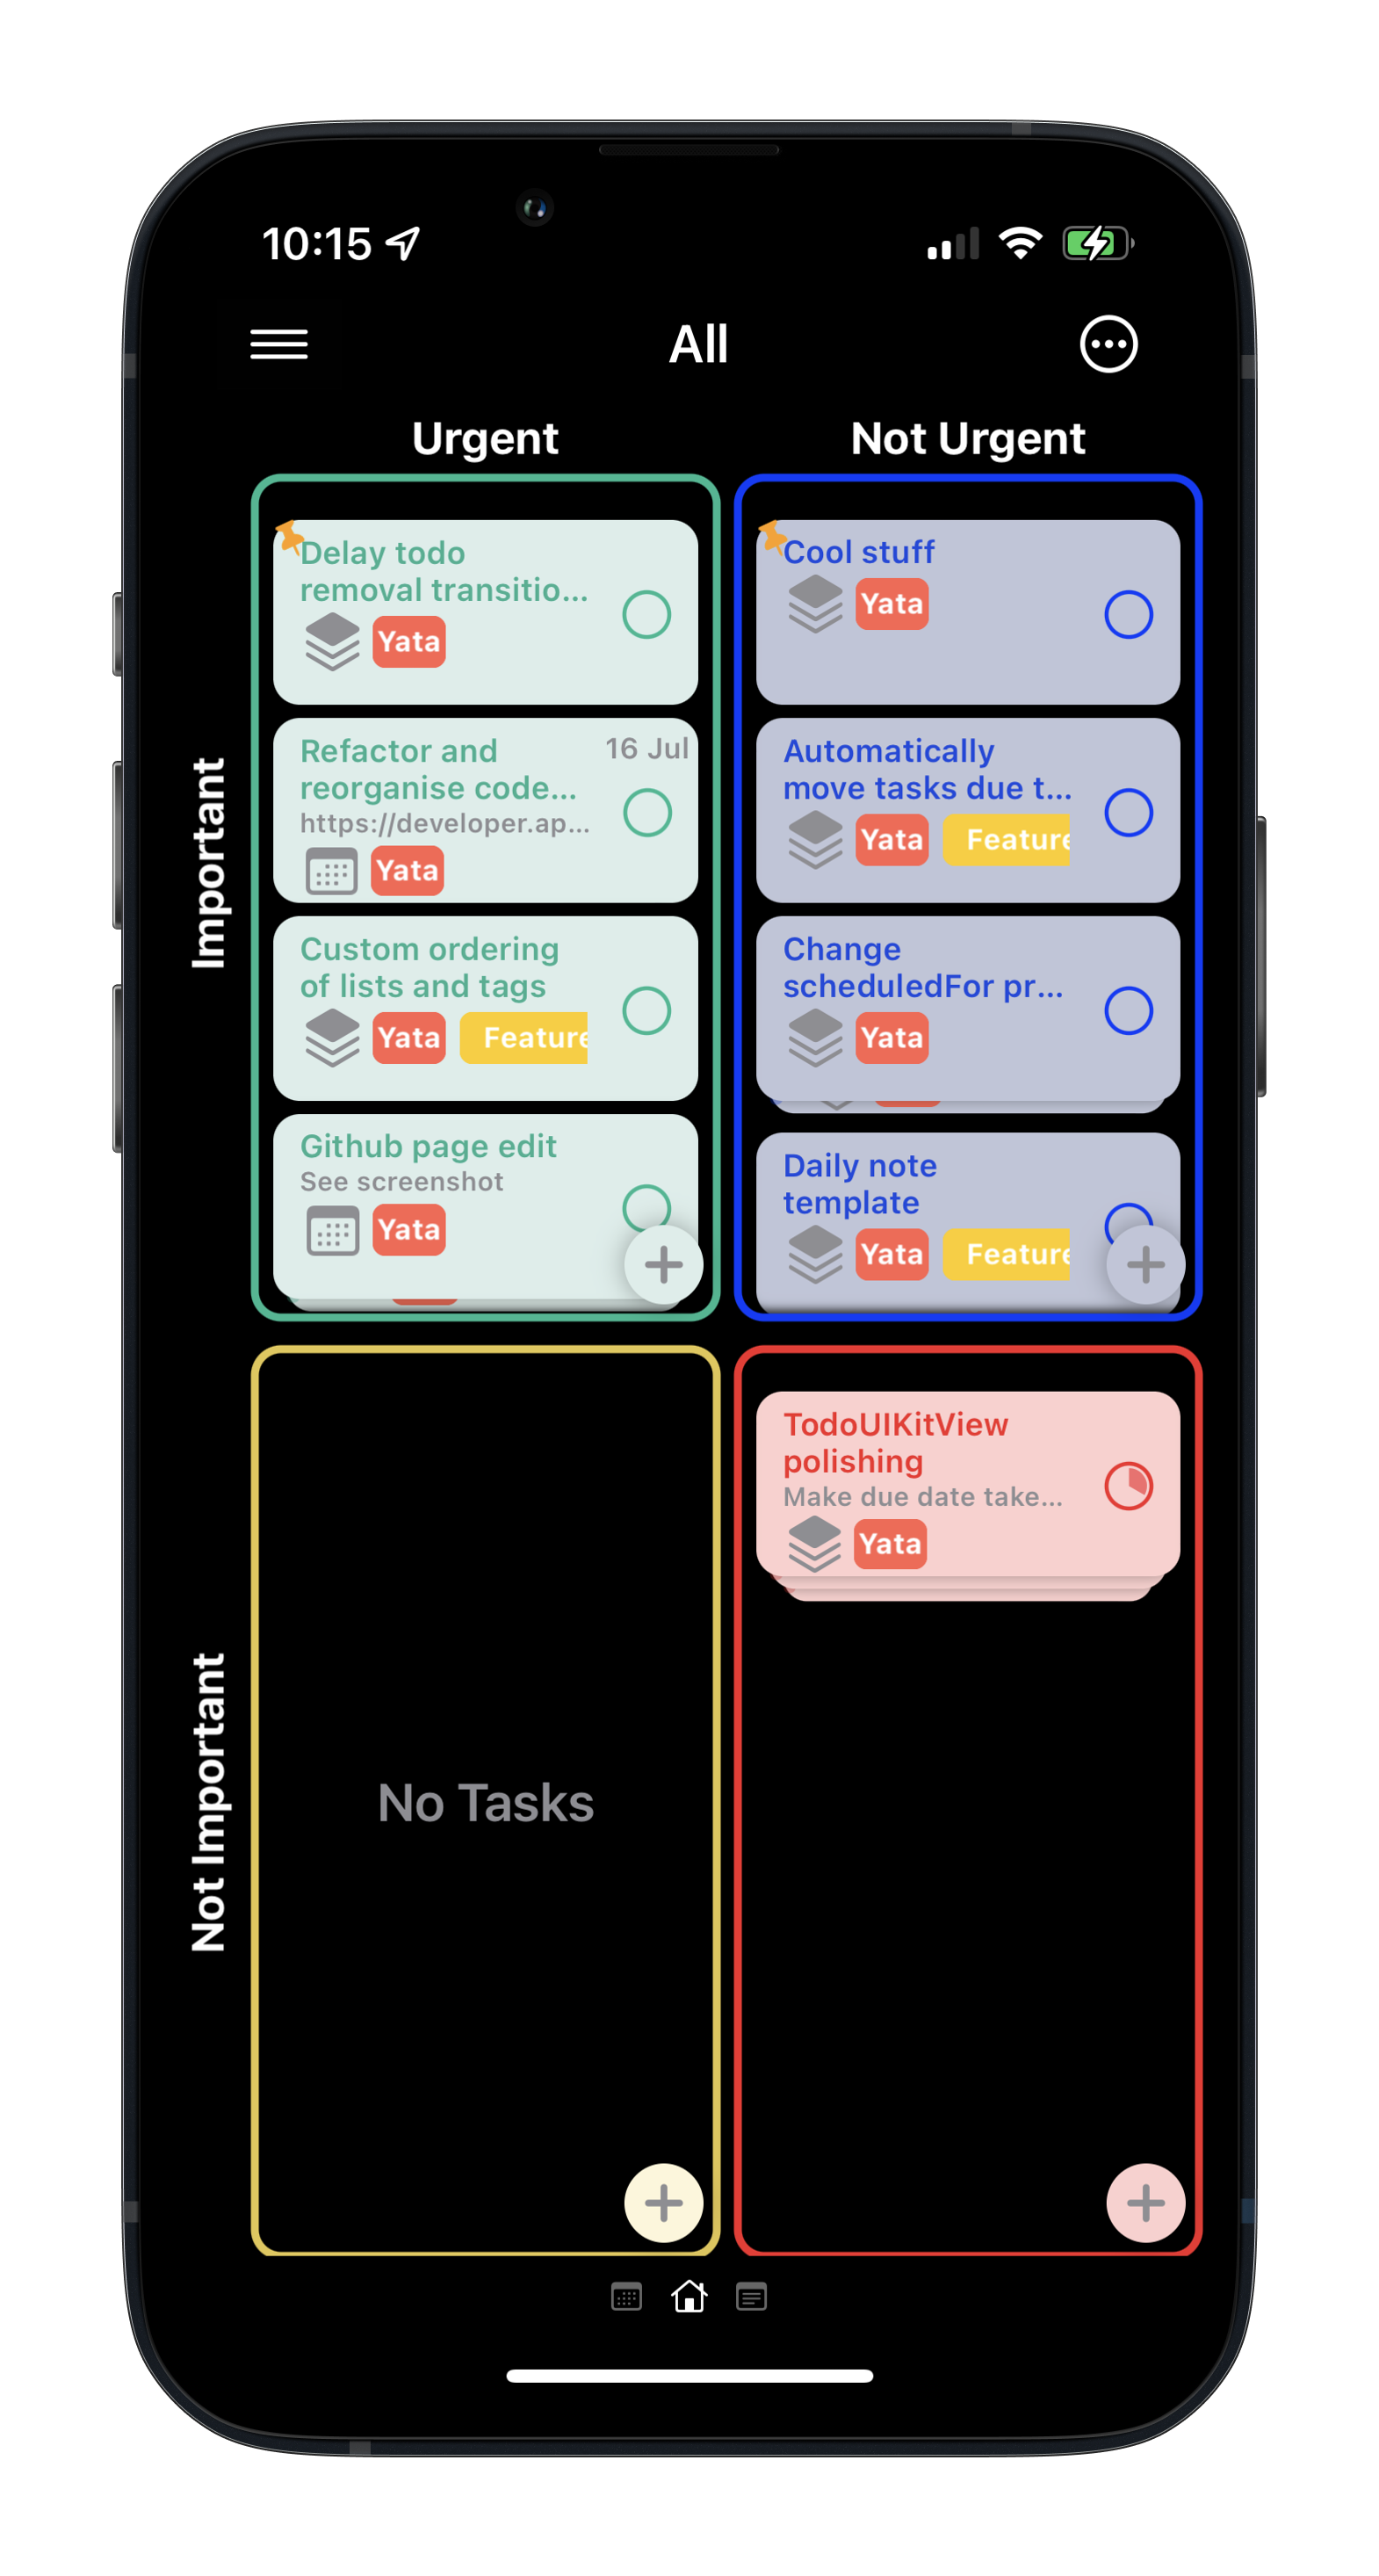 10:15
All
Urgent
Not Urgent
Important
Delay todo
removal transitio...
Yata
Refactor and
reorganise code...
16 Jul
https://developer.ap...
Yata
Custom ordering
of lists and tags
Yata
Feature
Github page edit
See screenshot
Yata
Cool stuff
Yata
Automatically
move tasks due t...
Yata
Feature
Change
scheduledFor pr...
Yata
Daily note
template
Yata
Feature
Not Important
No Tasks
TodoUIKitView
polishing
Make due date take...
Yata